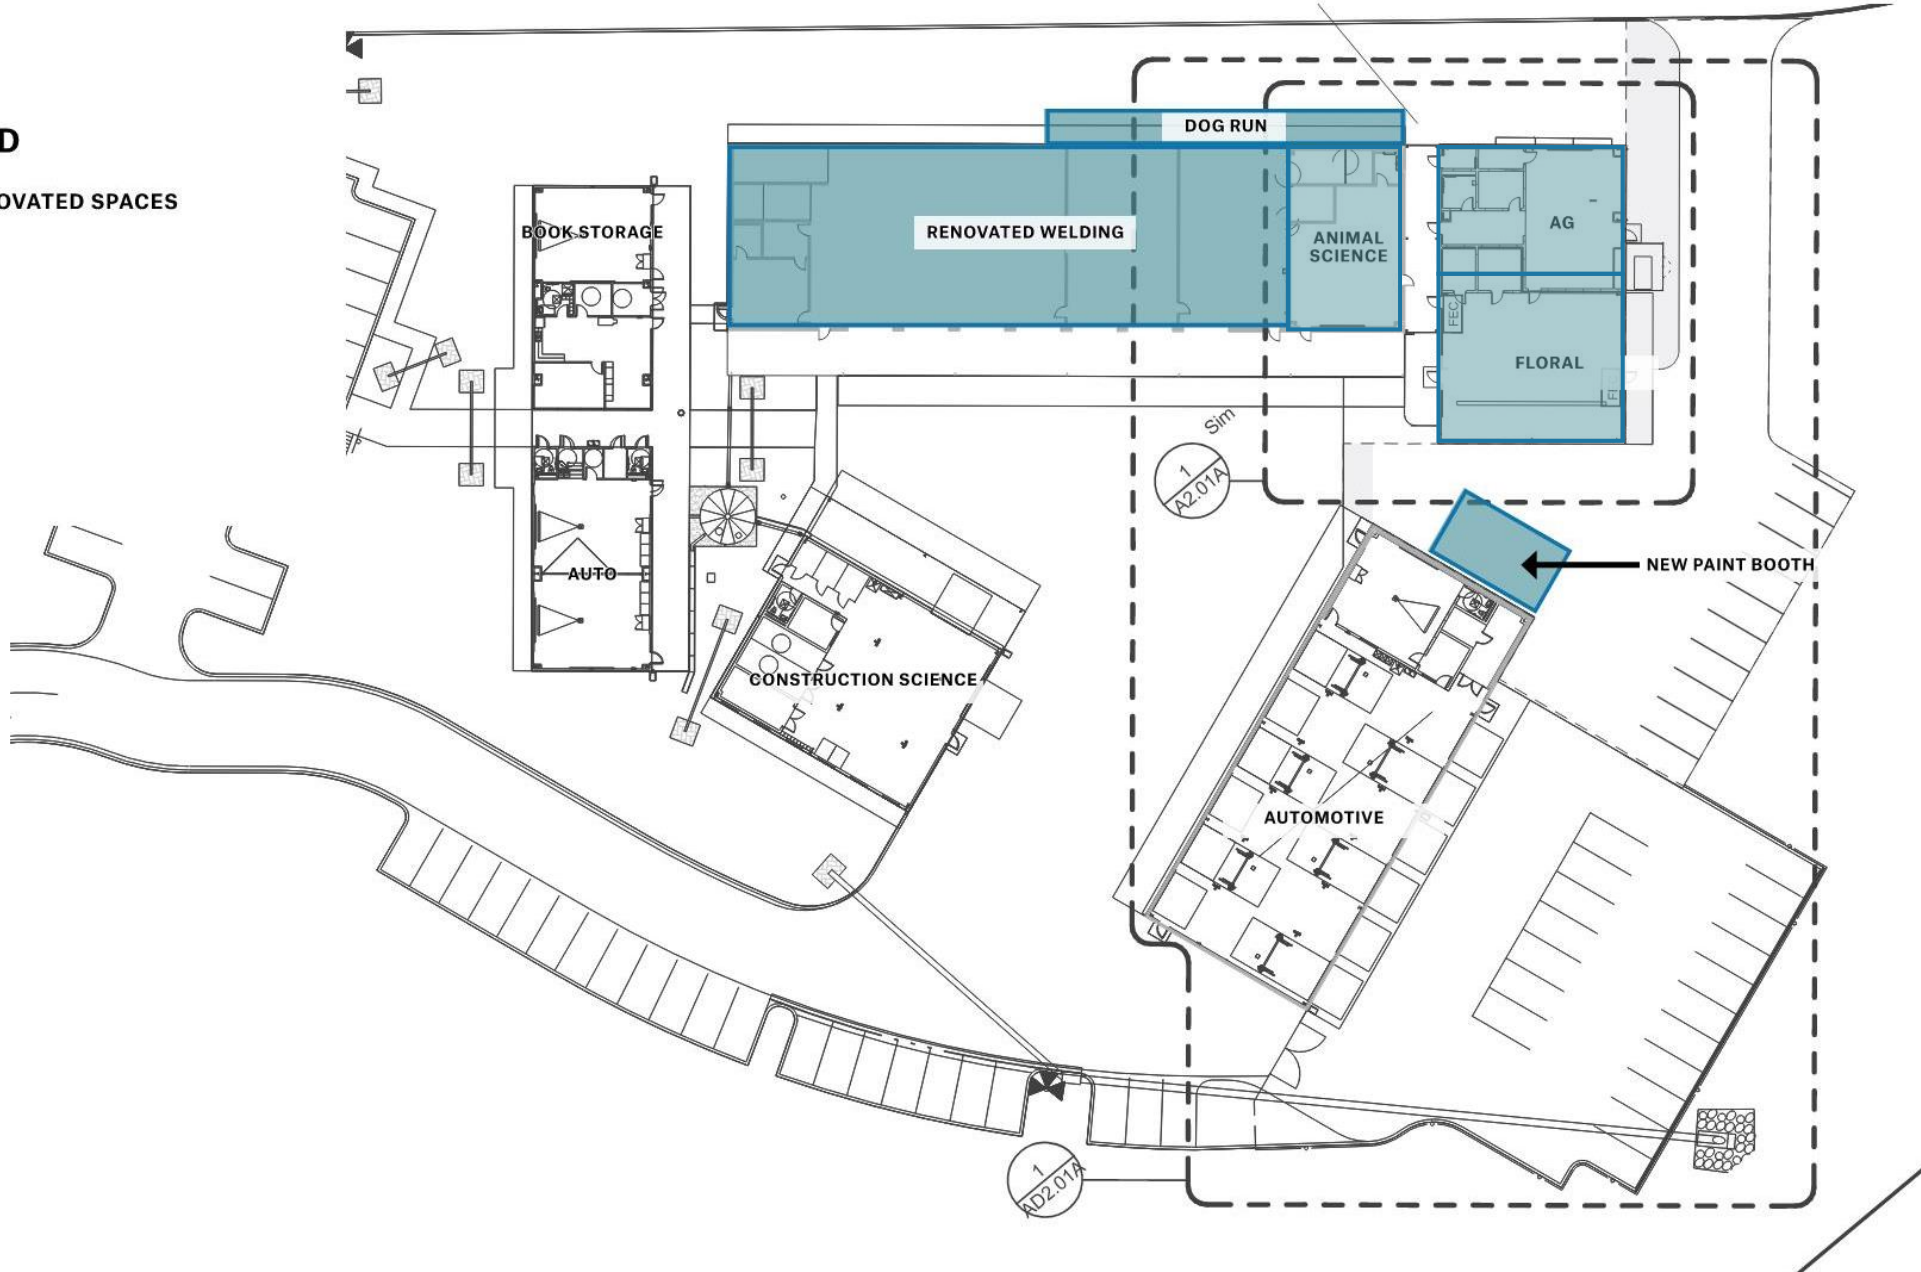 D
OVATED SPACES
DOG RUN
BOOK STORAGE
RENOVATED WELDING
ANIMAL
SCIENCE
AG
FEC
FLORAL
Sim
1
A2.01A
NEW PAINT BOOTH
AUTO
CONSTRUCTION SCIENCE
AUTOMOTIVE
1
AD2.01A